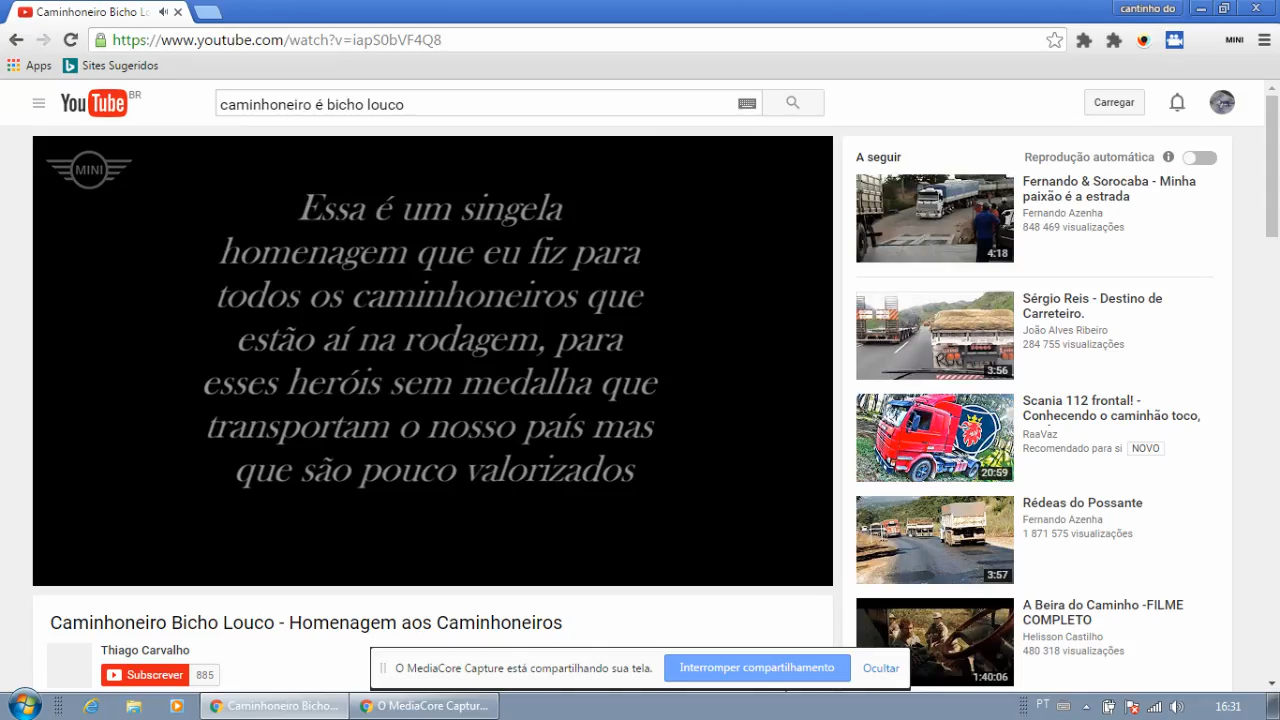 Caminhoneiro Bicho Lo
cantinho do
https://www.youtube.com/watch?v=iapS0bVF4Q8
MINI
Apps
Sites Sugeridos
YouTube BR
caminhoneiro é bicho louco
Carregar
MINI
Essa é um singela
homenagem que eu fiz para
todos os caminhoneiros que
estão aí na rodagem, para
esses heróis sem medalha que
transportam o nosso país mas
que são pouco valorizados
A seguir
Reprodução automática
Fernando & Sorocaba - Minha
paixão é a estrada
Fernando Azenha
848 469 visualizações
4:18
Sérgio Reis - Destino de
Carreteiro.
João Alves Ribeiro
284 755 visualizações
3:56
Scania 112 frontal! -
Conhecendo o caminhão toco,
RaaVaz
Recomendado para si NOVO
20:59
Rédeas do Possante
Fernando Azenha
1 871 575 visualizações
3:57
A Beira do Caminho -FILME
COMPLETO
Helisson Castilho
480 318 visualizações
1:40:06
Caminhoneiro Bicho Louco - Homenagem aos Caminhoneiros
Thiago Carvalho
Subscrever 885
O MediaCore Capture está compartilhando sua tela.
Interromper compartilhamento
Ocultar
Caminhoneiro Bicho...
O MediaCore Captur...
PT
16:31